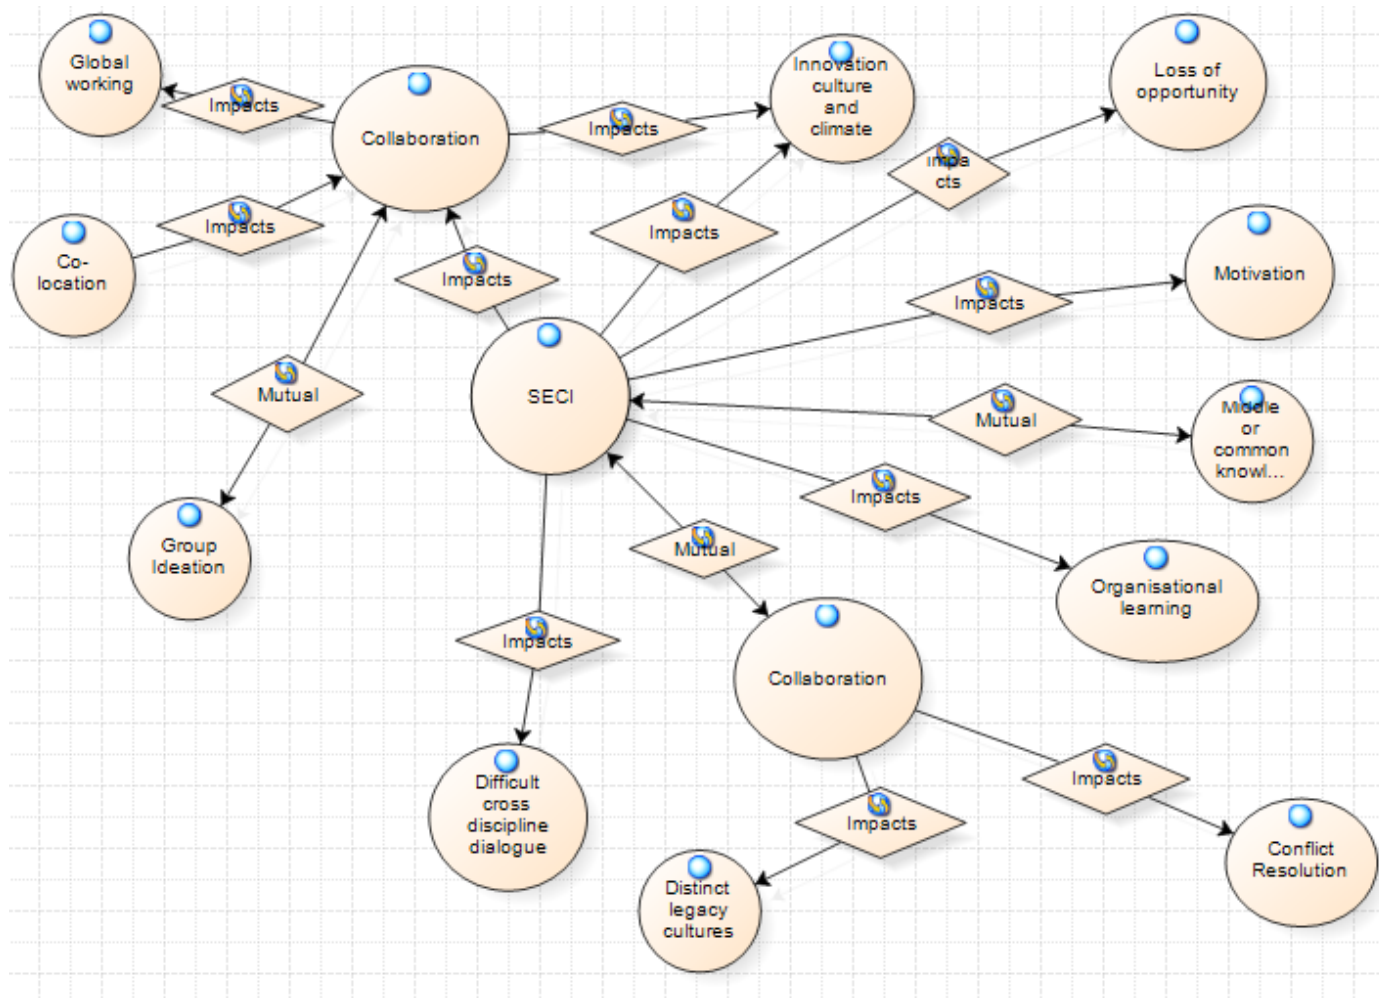 Global
working
Impacts
Collaboration
Impacts
Innovation
culture
and
climate
Loss of
opportunity
Impa
cts
Co-
location
Impacts
Impacts
Impacts
Motivation
Impacts
Mutual
SECI
Mutual
Middle
or
common
knowl...
Impacts
Group
Ideation
Mutual
Organisational
learning
Impacts
Collaboration
Difficult
cross
discipline
dialogue
Impacts
Impacts
Distinct
legacy
cultures
Conflict
Resolution